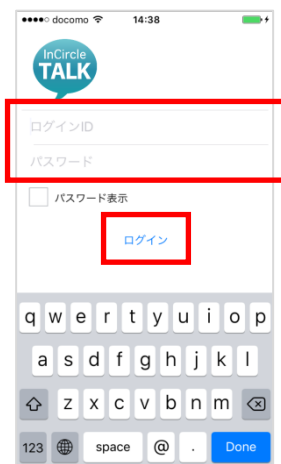 docomo 14:38
InCircle
TALK
ログインID
パスワード
パスワード表示
ログイン
q w e r t y u i o p
a s d f g h j k l
z x c v b n m
123 space @ . Done